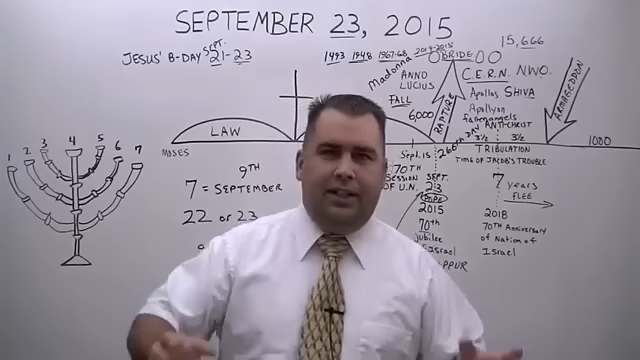 SEPTEMBER 23, 2015
JESUS' B-DAY SEPT. 21-23
1493 1948 1967-68 2014-2015
BRIDE
15,666
Madonna
ANNO
LUCIUS
C.E.R.N. NWO.
Apollos SHIVA
Apollyon
fallen angels
ANTI-CHRIST
FALL
6,000
RAPTURE
ARMAGEDDON
3½ 3½
LAW
MOSES
1000
TRIBULATION
TIME OF JACOB'S TROUBLE
Sept. 15
70TH
SESSION
OF U.N.
SEPT.
23
2015
70th
Jubilee
Israel
7 years
FLEE
2018
70TH Anniversary
of Nation of
Israel
1 2 3 4 5 6 7
9TH
7 = SEPTEMBER
22 or 23